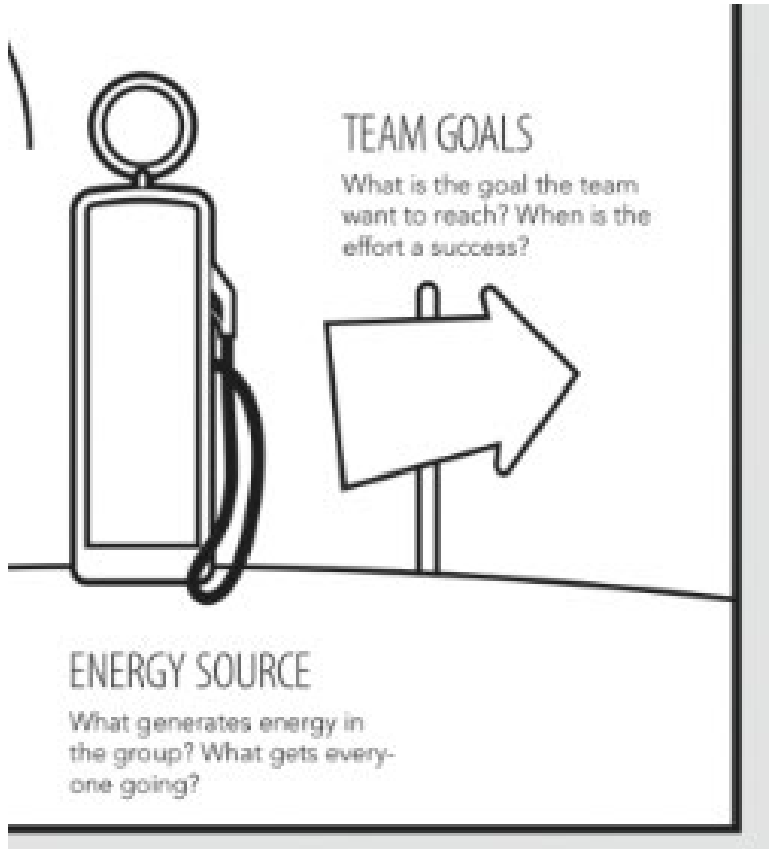 TEAM GOALS
What is the goal the team
want to reach? When is the
effort a success?
ENERGY SOURCE
What generates energy in
the group? What gets every-
one going?